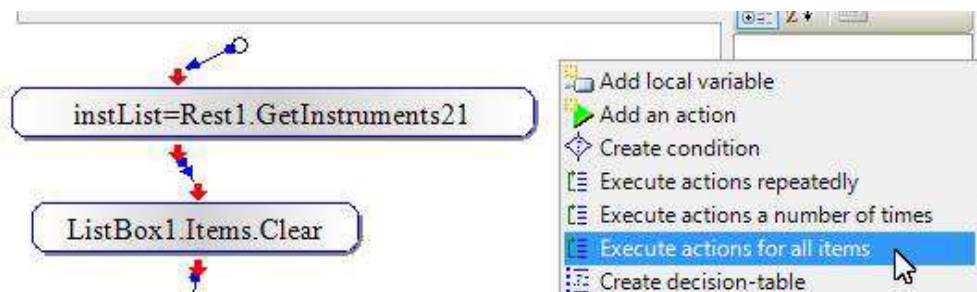 instList=Rest1.GetInstruments21
ListBox1.Items.Clear
Add local variable
Add an action
Create condition
Execute actions repeatedly
Execute actions a number of times
Execute actions for all items
Create decision-table